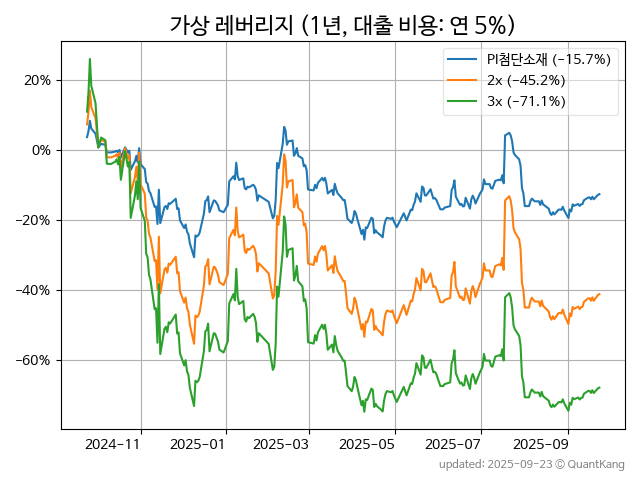 가상 레버리지 (1년, 대출 비용: 연 5%)
PI첨단소재 (−15.7%)
2x (−45.2%)
3x (−71.1%)
20%
0%
−20%
−40%
−60%
2024-11
2025-01
2025-03
2025-05
2025-07
2025-09
updated: 2025-09-23 © QuantKang